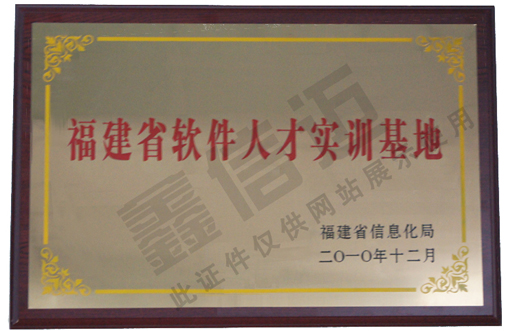 福建省软件人才实训基地
福建省信息化局
二〇一〇年十二月
鑫信迈
此证件仅供网站展示专用